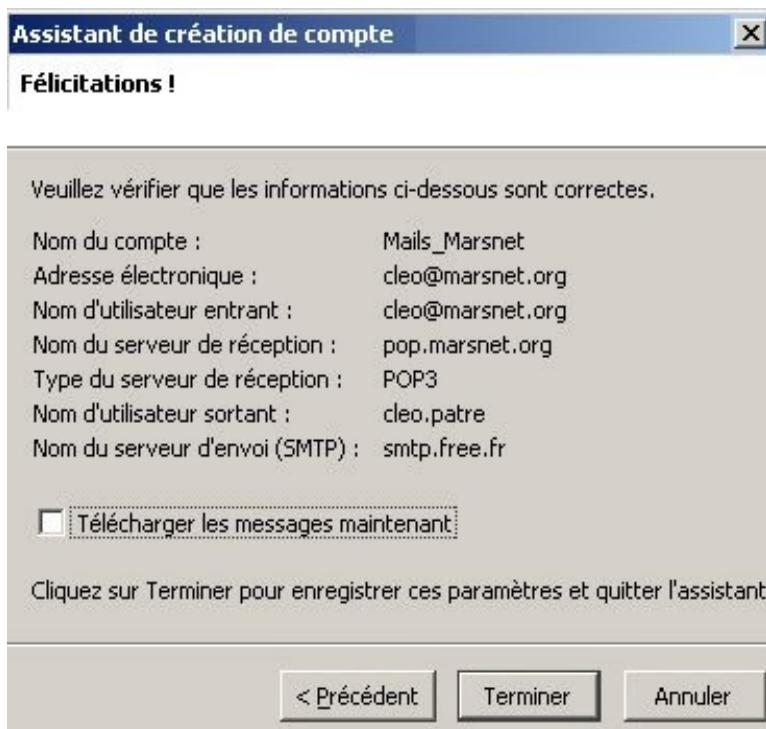 Assistant de création de compte
Félicitations !
Veuillez vérifier que les informations ci-dessous sont correctes.
Nom du compte : Mails_Marsnet
Adresse électronique : cleo@marsnet.org
Nom d'utilisateur entrant : cleo@marsnet.org
Nom du serveur de réception : pop.marsnet.org
Type du serveur de réception : POP3
Nom d'utilisateur sortant : cleo.patre
Nom du serveur d'envoi (SMTP) : smtp.free.fr
Télécharger les messages maintenant
Cliquez sur Terminer pour enregistrer ces paramètres et quitter l'assistant
< Précédent Terminer Annuler